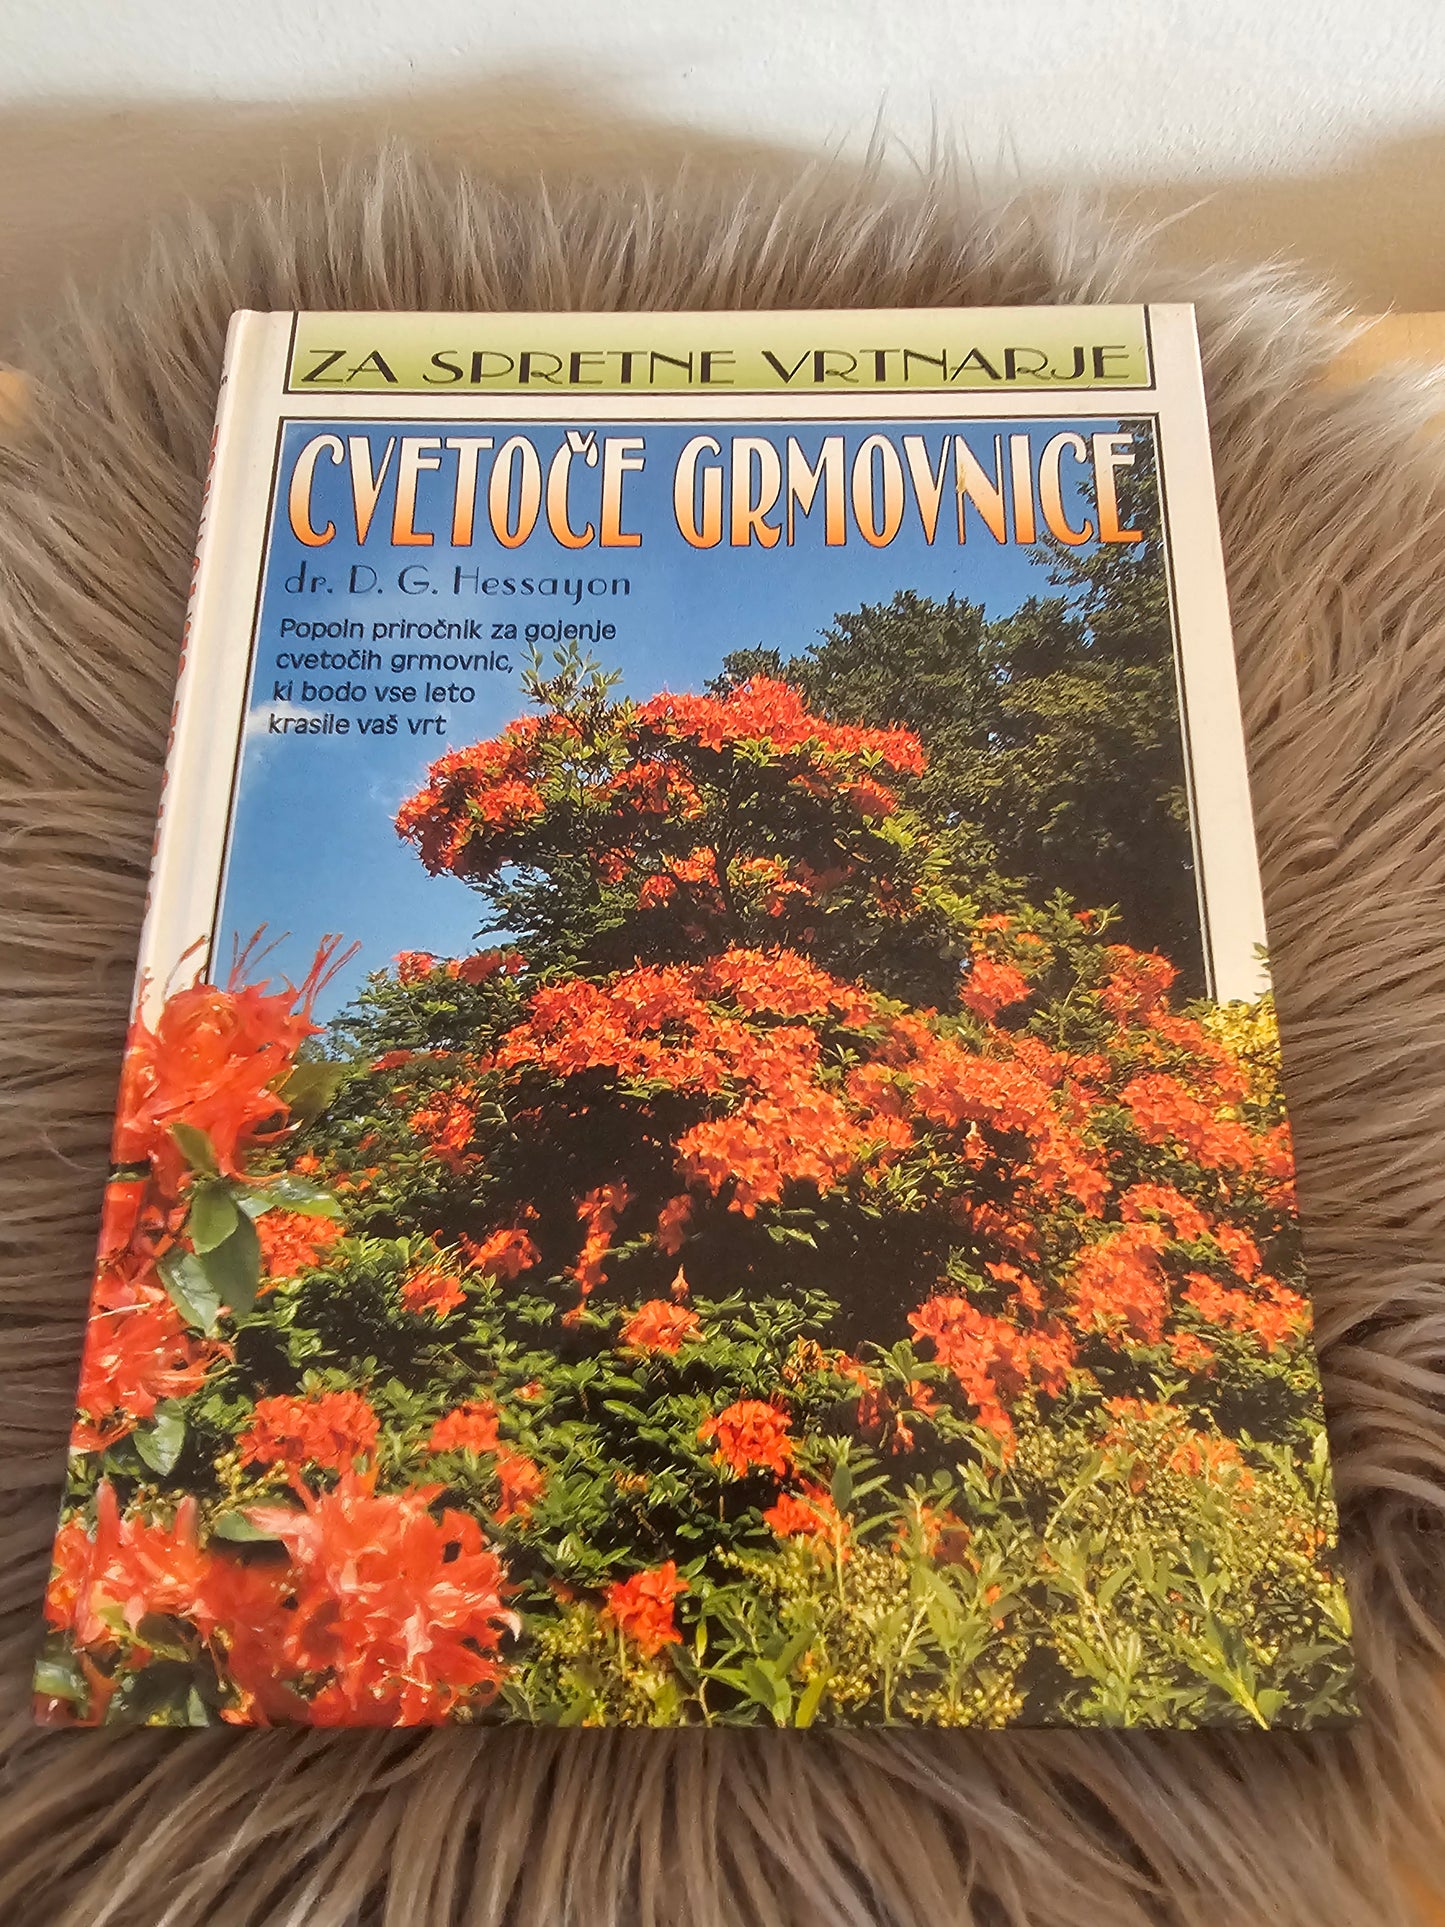 ZA SPRETNE VRTNARJE
CVETOČE GRMOVNICE
dr. D. G. Hessayon
Popoln priročnik za gojenje
cvetočih grmovnic,
ki bodo vse leto
krasile vaš vrt